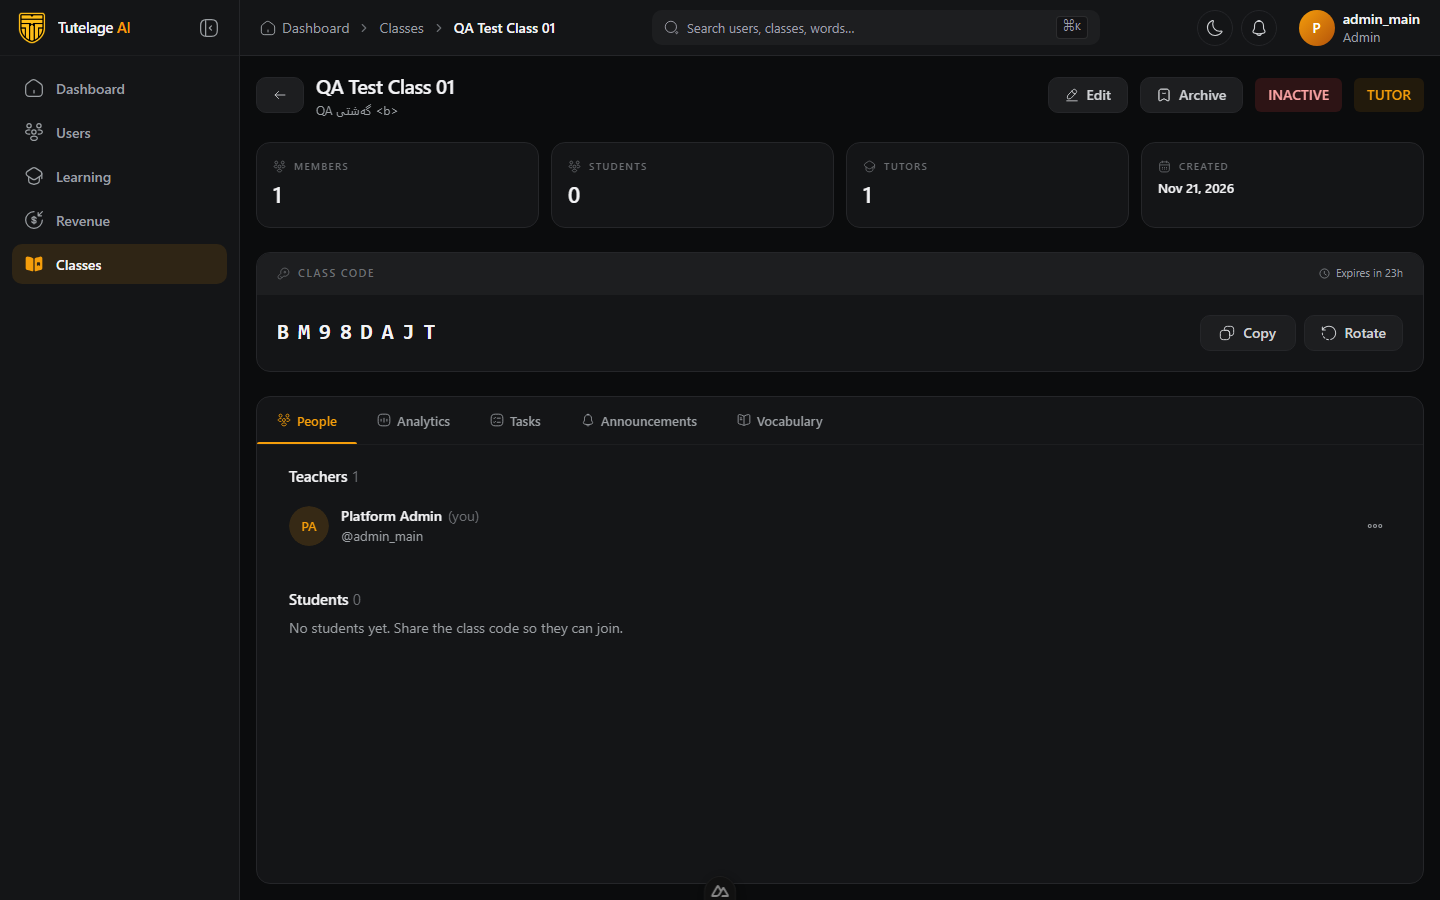 Tutelage AI
Dashboard
Users
Learning
Revenue
Classes
Dashboard > Classes > QA Test Class 01
Search users, classes, words...
⌘K
P
admin_main
Admin
QA Test Class 01
QA گەشتی <b>
Edit
Archive
INACTIVE
TUTOR
MEMBERS
1
STUDENTS
0
TUTORS
1
CREATED
Nov 21, 2026
CLASS CODE
Expires in 23h
BM98DAJT
Copy
Rotate
People
Analytics
Tasks
Announcements
Vocabulary
Teachers 1
PA
Platform Admin (you)
@admin_main
Students 0
No students yet. Share the class code so they can join.